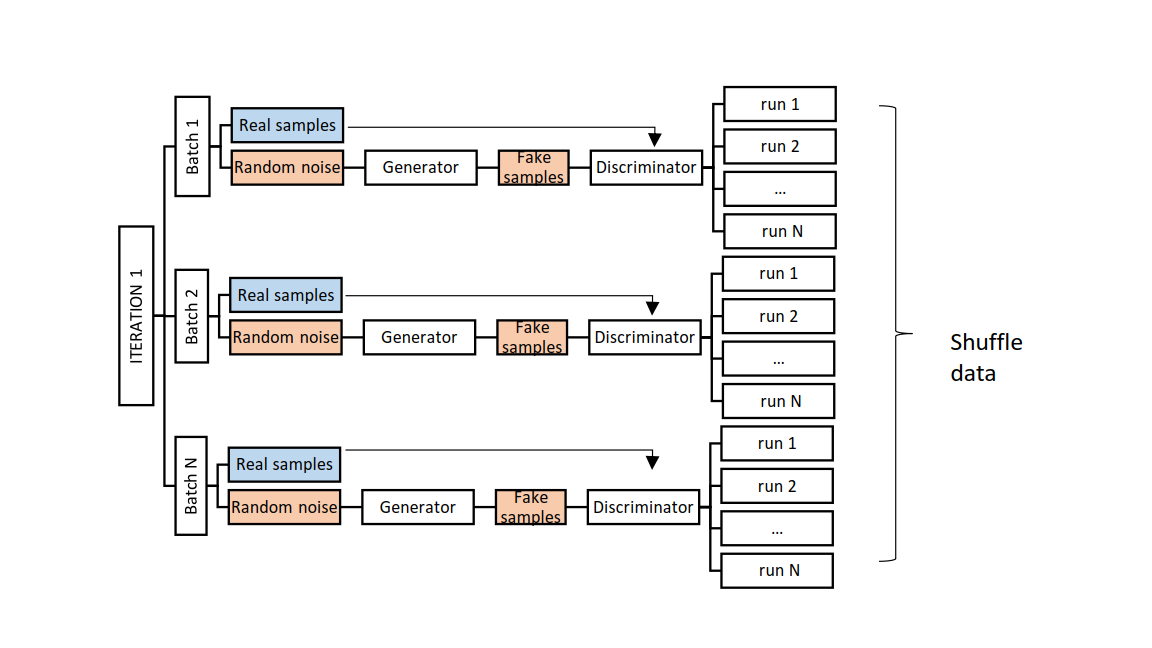 ITERATION 1
Batch 1
Real samples
Random noise
Generator
Fake
samples
Discriminator
run 1
run 2
...
run N
Batch 2
Real samples
Random noise
Generator
Fake
samples
Discriminator
run 1
run 2
...
run N
Batch N
Real samples
Random noise
Generator
Fake
samples
Discriminator
run 1
run 2
...
run N
Shuffle
data